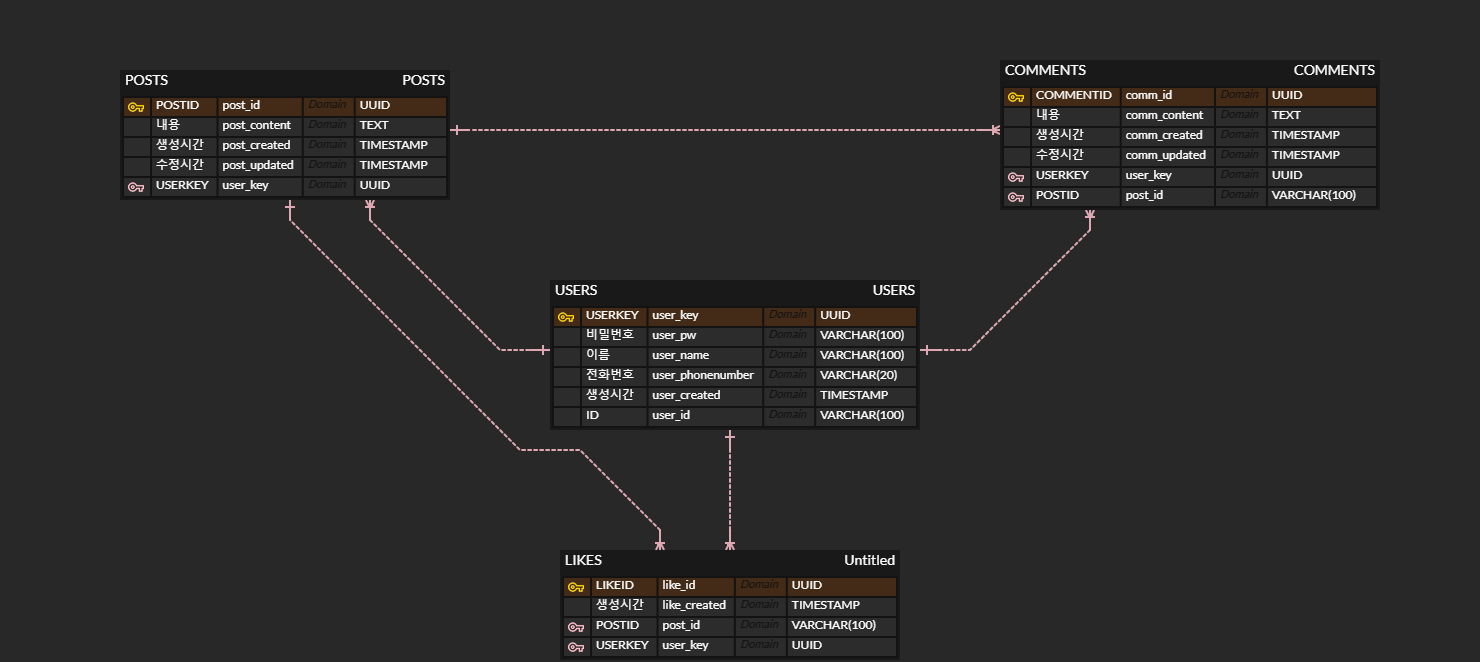 POSTS POSTS
POSTID post_id Domain UUID
내용 post_content Domain TEXT
생성시간 post_created Domain TIMESTAMP
수정시간 post_updated Domain TIMESTAMP
USERKEY user_key Domain UUID
COMMENTS COMMENTS
COMMENTID comm_id Domain UUID
내용 comm_content Domain TEXT
생성시간 comm_created Domain TIMESTAMP
수정시간 comm_updated Domain TIMESTAMP
USERKEY user_key Domain UUID
POSTID post_id Domain VARCHAR(100)
USERS USERS
USERKEY user_key Domain UUID
비밀번호 user_pw Domain VARCHAR(100)
이름 user_name Domain VARCHAR(100)
전화번호 user_phonenumber Domain VARCHAR(20)
생성시간 user_created Domain TIMESTAMP
ID user_id Domain VARCHAR(100)
LIKES Untitled
LIKEID like_id Domain UUID
생성시간 like_created Domain TIMESTAMP
POSTID post_id Domain VARCHAR(100)
USERKEY user_key Domain UUID